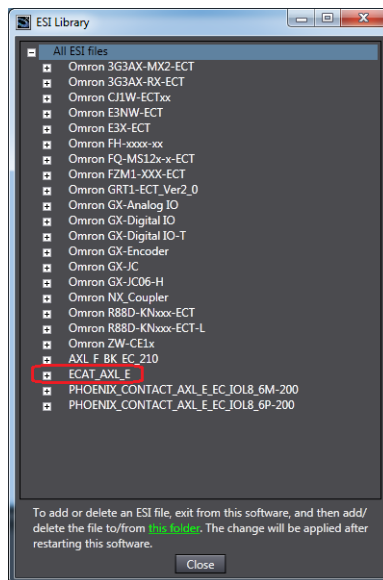 ESI Library
All ESI files
Omron 3G3AX-MX2-ECT
Omron 3G3AX-RX-ECT
Omron CJ1W-ECTxx
Omron E3NW-ECT
Omron E3X-ECT
Omron FH-xxxx-xx
Omron FQ-MS12x-x-ECT
Omron FZM1-XXX-ECT
Omron GRT1-ECT_Ver2_0
Omron GX-Analog IO
Omron GX-Digital IO
Omron GX-Digital IO-T
Omron GX-Encoder
Omron GX-JC
Omron GX-JC06-H
Omron NX_Coupler
Omron R88D-KNxxx-ECT
Omron R88D-KNxxx-ECT-L
Omron ZW-CE1x
AXL F BK EC_210
ECAT_AXL_E
PHOENIX_CONTACT_AXL_E_EC_IOL8_6M-200
PHOENIX_CONTACT_AXL_E_EC_IOL8_6P-200
To add or delete an ESI file, exit from this software, and then add/
delete the file to/from this folder. The change will be applied after
restarting this software.
Close